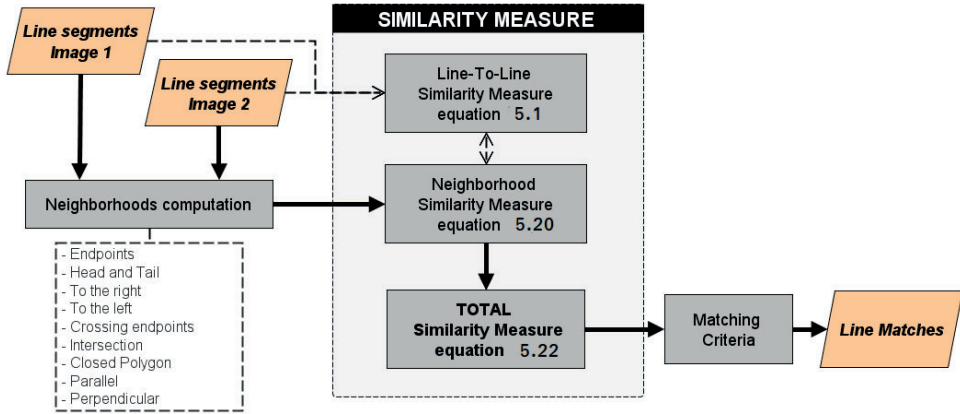 SIMILARITY MEASURE
Line segments
Image 1
Line segments
Image 2
Line-To-Line
Similarity Measure
equation 5.1
Neighborhoods computation
Neighborhood
Similarity Measure
equation 5.20
- Endpoints
- Head and Tail
- To the right
- To the left
- Crossing endpoints
- Intersection
- Closed Polygon
- Parallel
- Perpendicular
TOTAL
Similarity Measure
equation 5.22
Matching
Criteria
Line Matches